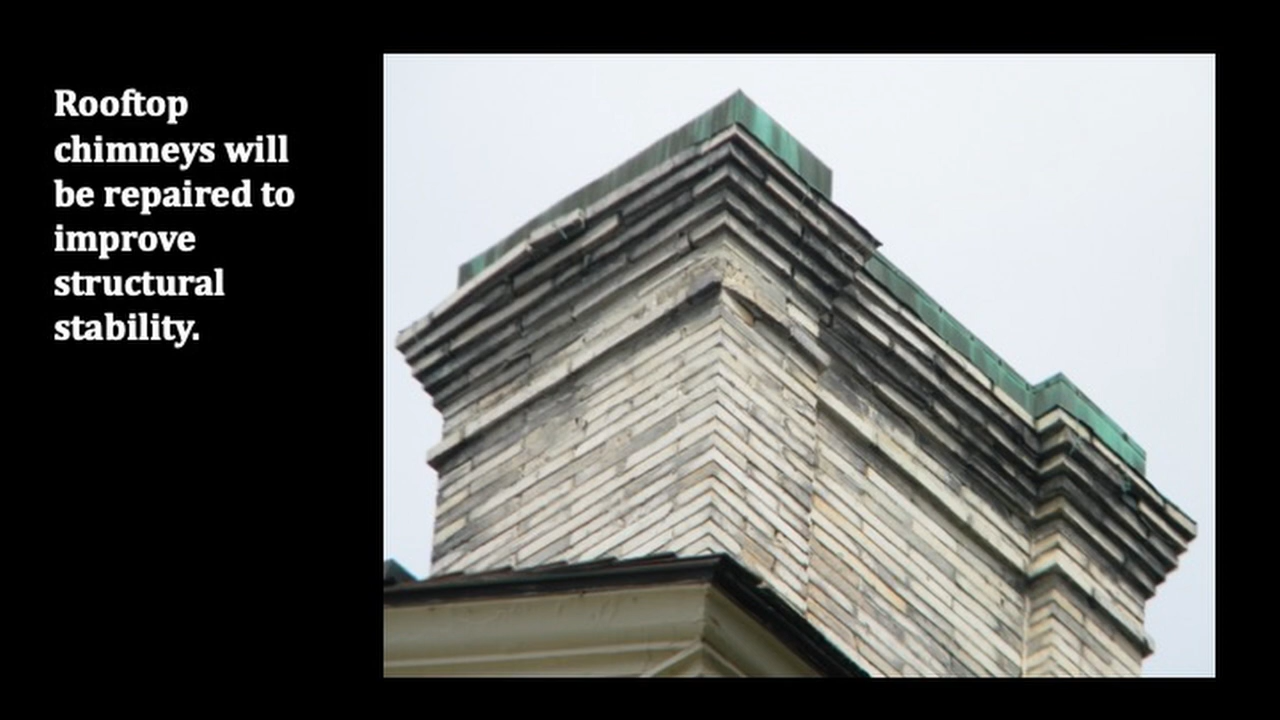 Rooftop
chimneys will
be repaired to
improve
structural
stability.